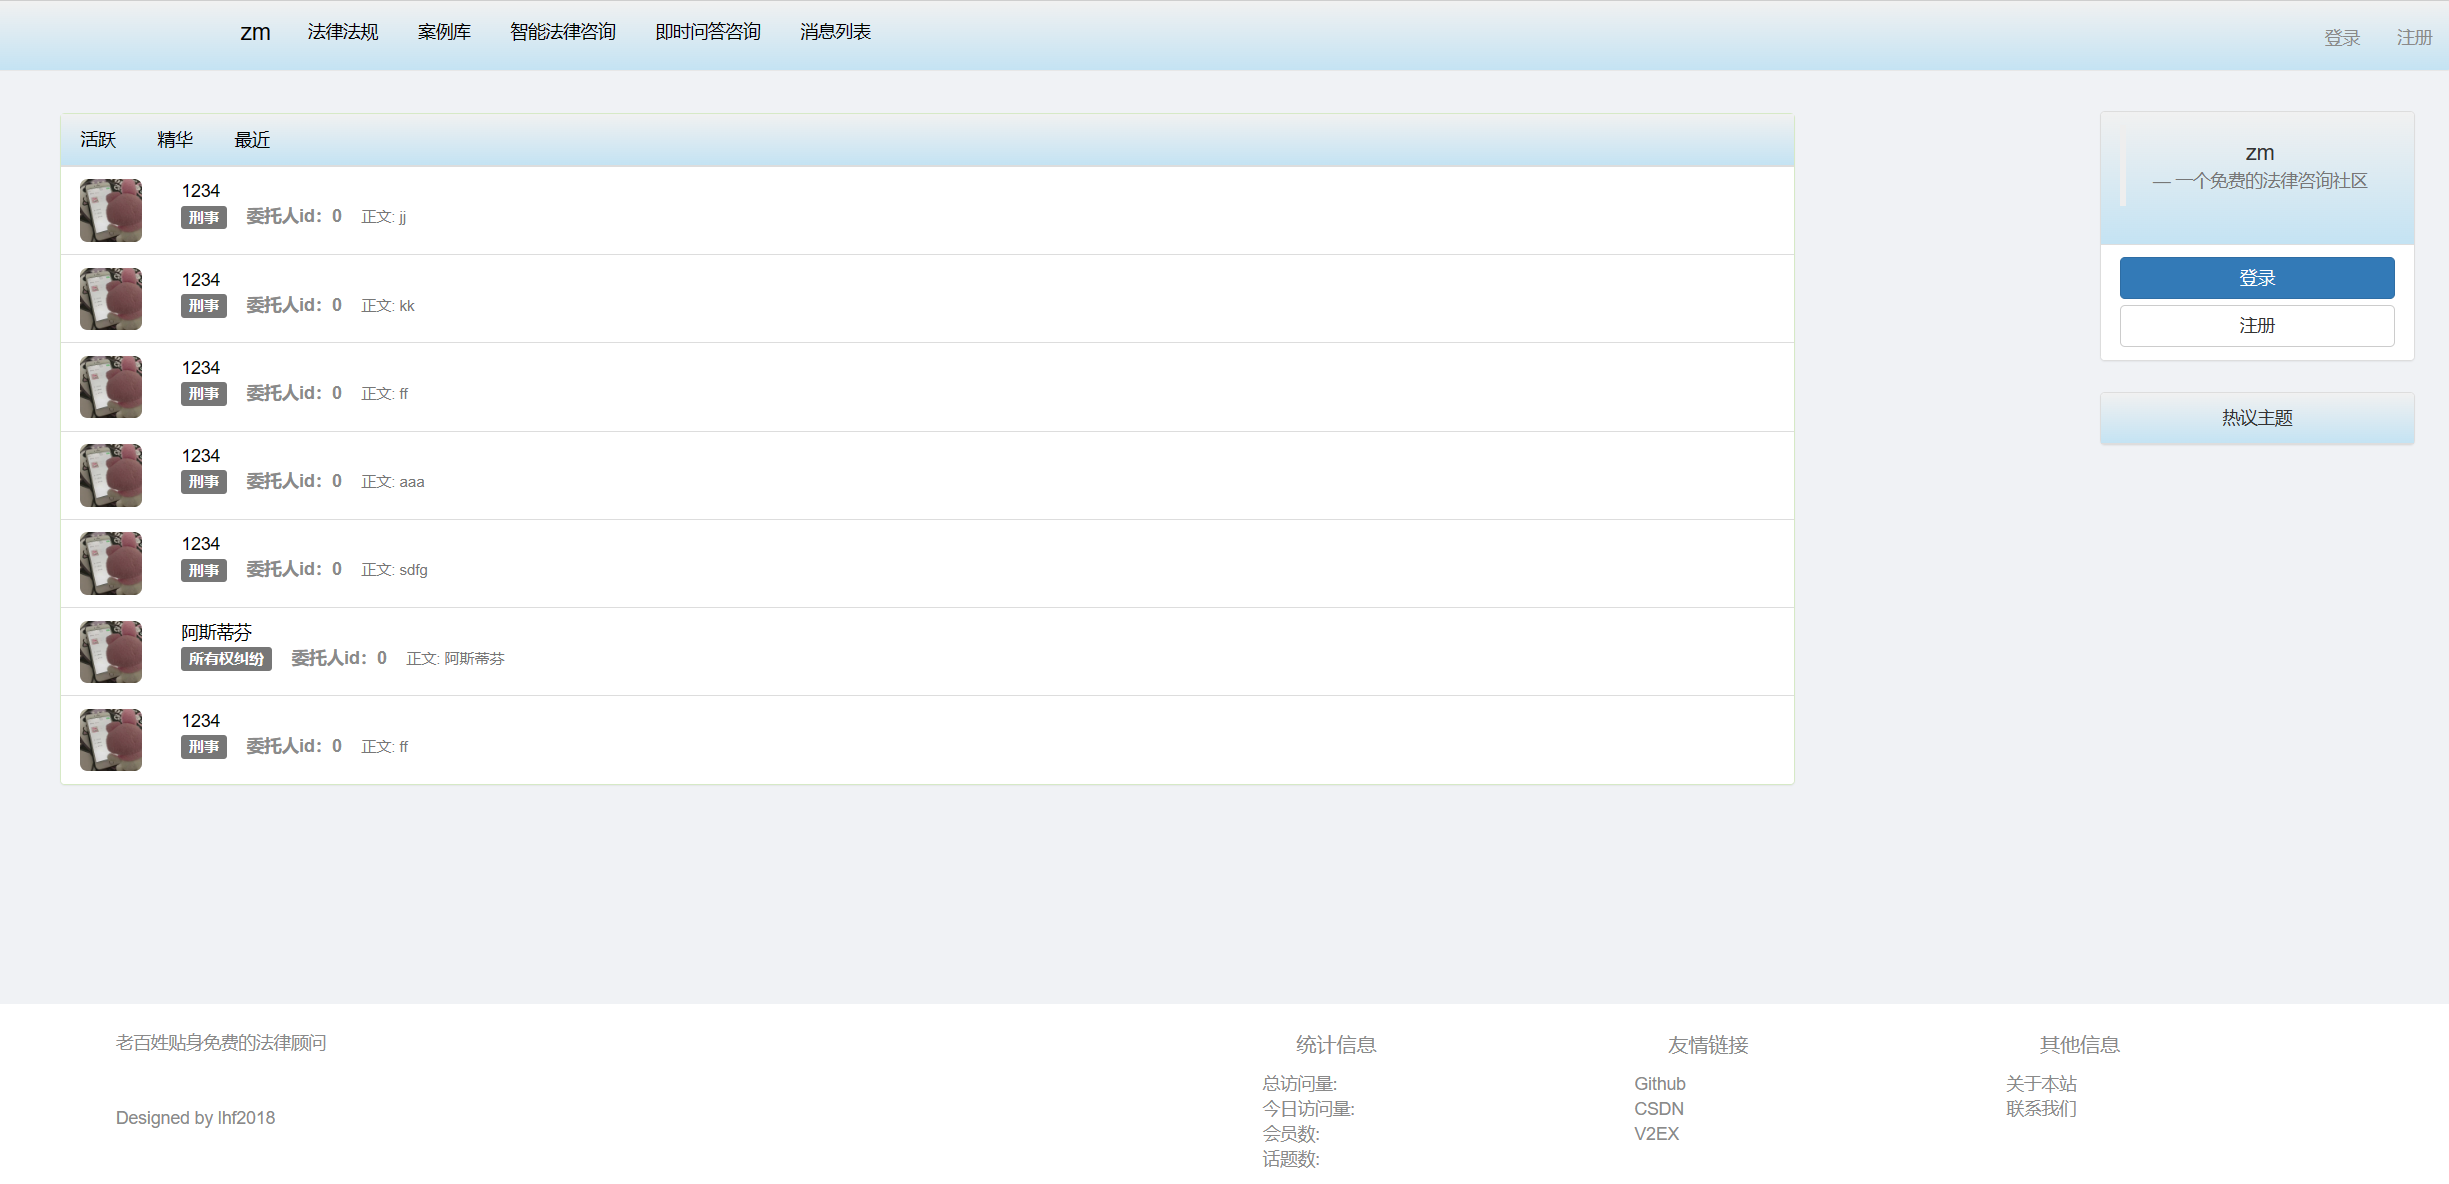 zm 法律法规 案例库 智能法律咨询 即时问答咨询 消息列表 登录 注册
活跃 精华 最近
1234
刑事 委托人id：0 正文: jj
1234
刑事 委托人id：0 正文: kk
1234
刑事 委托人id：0 正文: ff
1234
刑事 委托人id：0 正文: aaa
1234
刑事 委托人id：0 正文: sdfg
阿斯蒂芬
所有权纠纷 委托人id：0 正文: 阿斯蒂芬
1234
刑事 委托人id：0 正文: ff
zm
— 一个免费的法律咨询社区
登录
注册
热议主题
老百姓贴身免费的法律顾问
Designed by lhf2018
统计信息
总访问量:
今日访问量:
会员数:
话题数:
友情链接
Github
CSDN
V2EX
其他信息
关于本站
联系我们